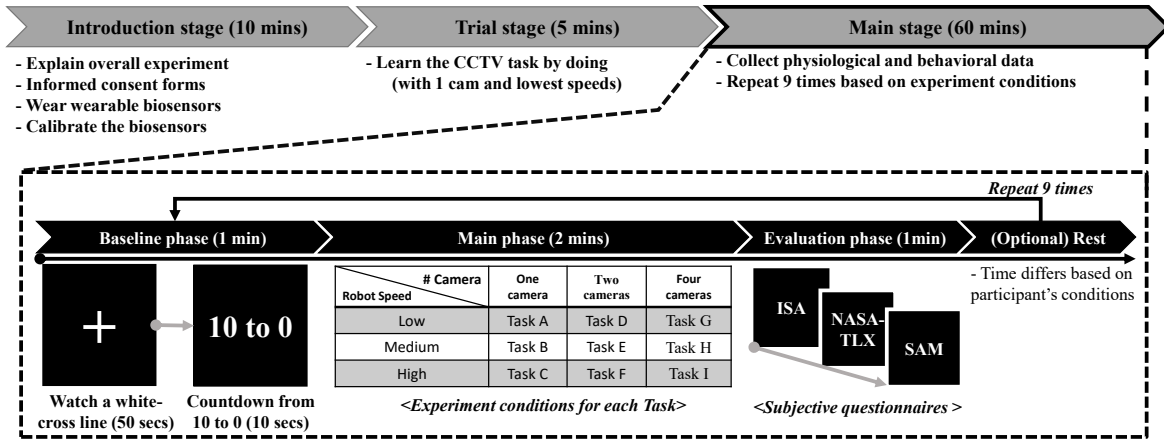 Introduction stage (10 mins)
Trial stage (5 mins)
Main stage (60 mins)
- Explain overall experiment
- Informed consent forms
- Wear wearable biosensors
- Calibrate the biosensors
- Learn the CCTV task by doing
(with 1 cam and lowest speeds)
- Collect physiological and behavioral data
- Repeat 9 times based on experiment conditions
Repeat 9 times
Baseline phase (1 min)
Main phase (2 mins)
Evaluation phase (1min)
(Optional) Rest
+
10 to 0
Watch a white-
cross line (50 secs)
Countdown from
10 to 0 (10 secs)
# Camera
Robot Speed
One
camera
Two
cameras
Four
cameras
Low Task A Task D Task G
Medium Task B Task E Task H
High Task C Task F Task I
<Experiment conditions for each Task>
ISA
NASA-
TLX
SAM
<Subjective questionnaires >
- Time differs based on
participant's conditions